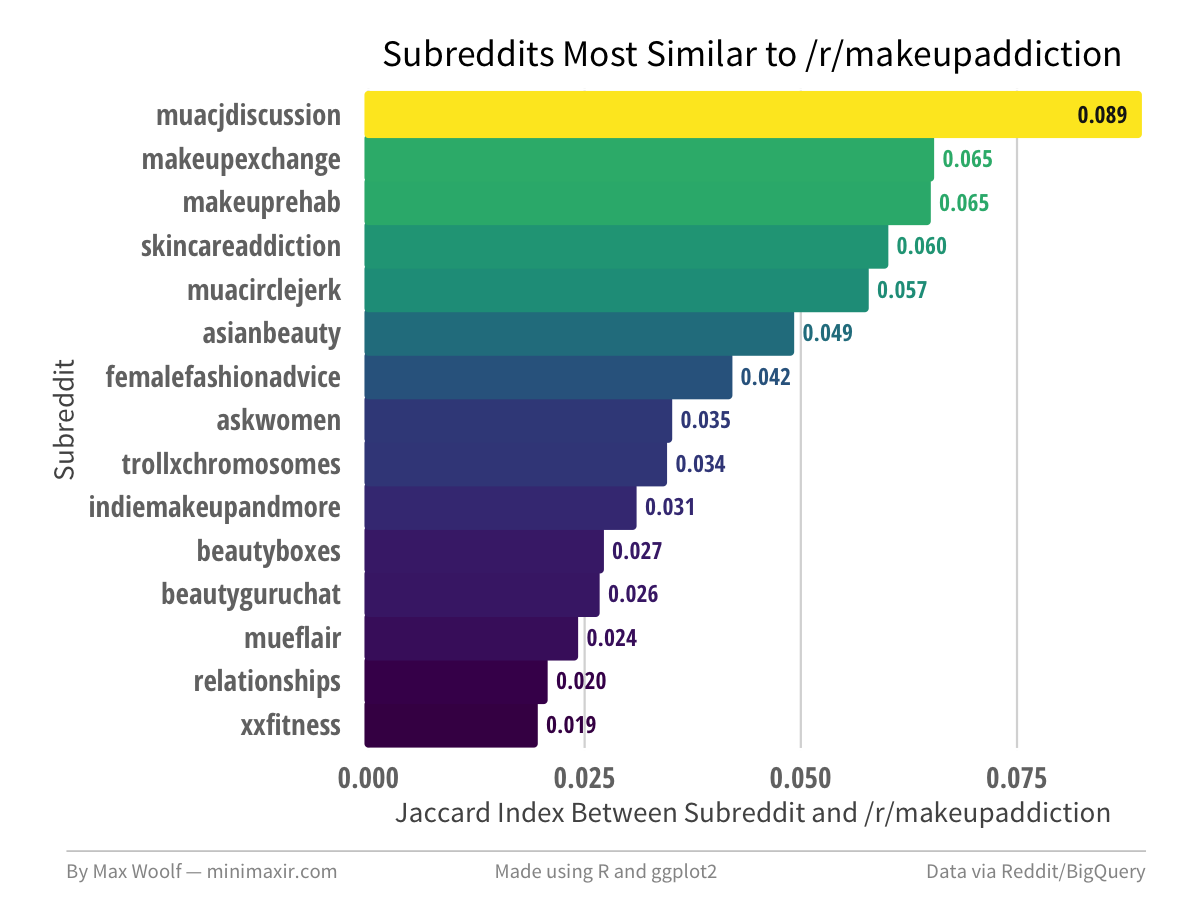 Subreddits Most Similar to /r/makeupaddiction
muacjdiscussion 0.089
makeupexchange 0.065
makeuprehab 0.065
skincareaddiction 0.060
muacirclejerk 0.057
asianbeauty 0.049
femalefashionadvice 0.042
askwomen 0.035
trollxchromosomes 0.034
indiemakeupandmore 0.031
beautyboxes 0.027
beautyguruchat 0.026
mueflair 0.024
relationships 0.020
xxfitness 0.019
Subreddit
0.000 0.025 0.050 0.075
Jaccard Index Between Subreddit and /r/makeupaddiction
By Max Woolf — minimaxir.com Made using R and ggplot2 Data via Reddit/BigQuery